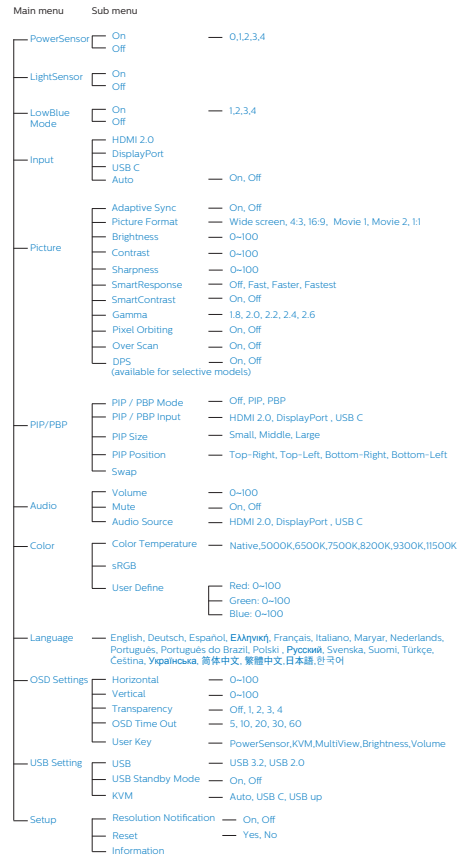 Main menu Sub menu
PowerSensor On 0,1,2,3,4
Off
LightSensor On
Off
LowBlue Mode On 1,2,3,4
Off
Input HDMI 2.0
DisplayPort
USB C
Auto On, Off
Picture Adaptive Sync On, Off
Picture Format Wide screen, 4:3, 16:9, Movie 1, Movie 2, 1:1
Brightness 0~100
Contrast 0~100
Sharpness 0~100
SmartResponse Off, Fast, Faster, Fastest
SmartContrast On, Off
Gamma 1.8, 2.0, 2.2, 2.4, 2.6
Pixel Orbiting On, Off
Over Scan On, Off
DPS On, Off
(available for selective models)
PIP/PBP PIP / PBP Mode Off, PIP, PBP
PIP / PBP Input HDMI 2.0, DisplayPort , USB C
PIP Size Small, Middle, Large
PIP Position Top-Right, Top-Left, Bottom-Right, Bottom-Left
Swap
Audio Volume 0~100
Mute On, Off
Audio Source HDMI 2.0, DisplayPort , USB C
Color Color Temperature Native,5000K,6500K,7500K,8200K,9300K,11500K
sRGB
User Define Red: 0~100
Green: 0~100
Blue: 0~100
Language English, Deutsch, Español, Ελληνική, Français, Italiano, Maryar, Nederlands,
Português, Português do Brazil, Polski , Русский, Svenska, Suomi, Türkçe,
Čeština, Українська, 简体中文, 繁體中文,日本語,한국어
OSD Settings Horizontal 0~100
Vertical 0~100
Transparency Off, 1, 2, 3, 4
OSD Time Out 5, 10, 20, 30, 60
User Key PowerSensor,KVM,MultiView,Brightness,Volume
USB Setting USB USB 3.2, USB 2.0
USB Standby Mode On, Off
KVM Auto, USB C, USB up
Setup Resolution Notification On, Off
Reset Yes, No
Information